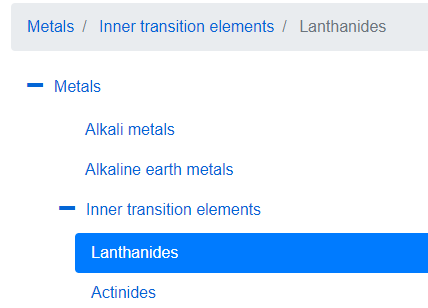 Metals / Inner transition elements / Lanthanides
Metals
Alkali metals
Alkaline earth metals
Inner transition elements
Lanthanides
Actinides